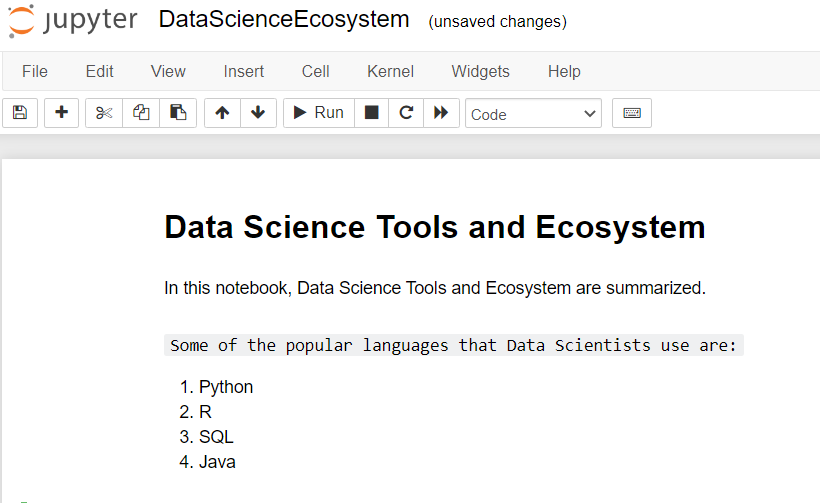 jupyter DataScienceEcosystem (unsaved changes)
File Edit View Insert Cell Kernel Widgets Help
Run Code
Data Science Tools and Ecosystem
In this notebook, Data Science Tools and Ecosystem are summarized.
Some of the popular languages that Data Scientists use are:
1. Python
2. R
3. SQL
4. Java